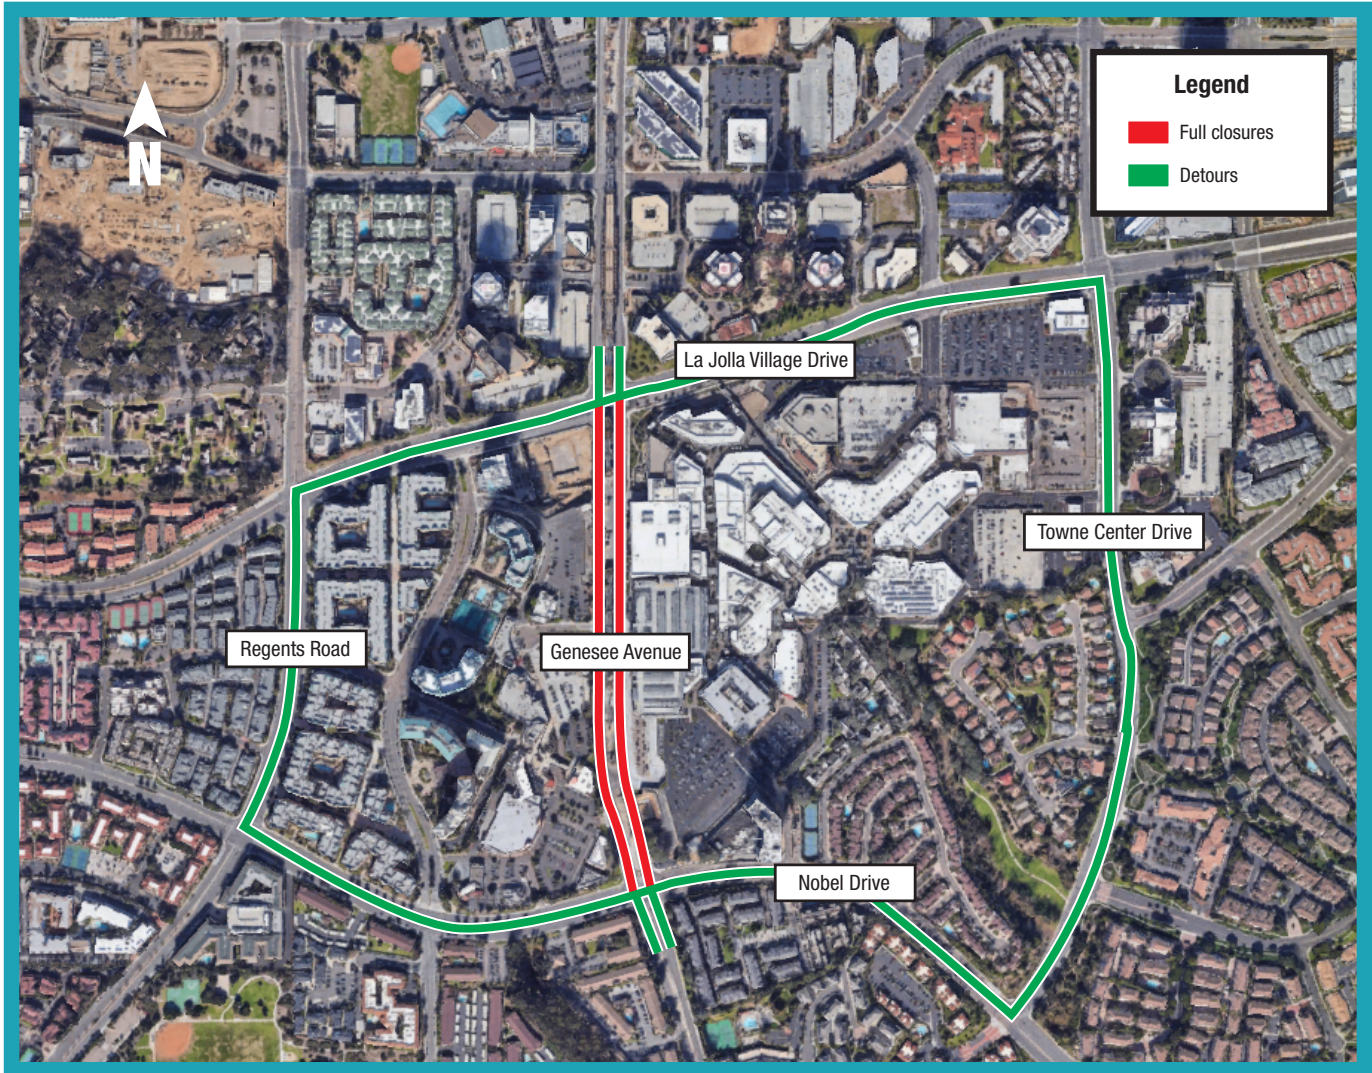 N
Legend
Full closures
Detours
La Jolla Village Drive
Towne Center Drive
Regents Road
Genesee Avenue
Nobel Drive